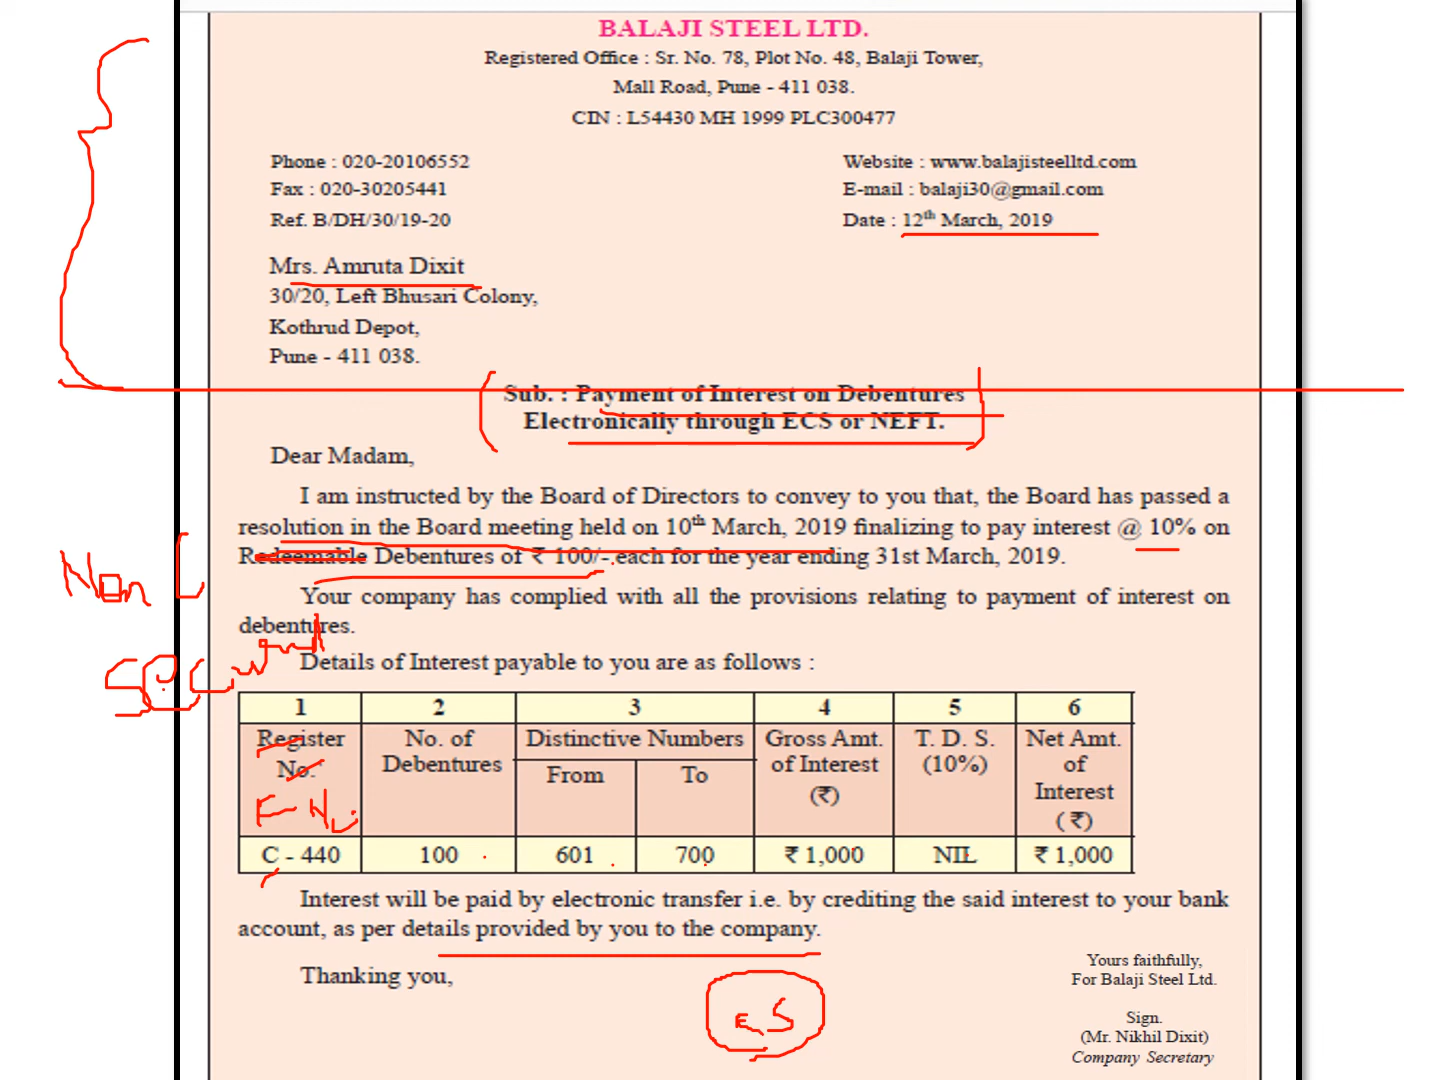 BALAJI STEEL LTD.
Registered Office : Sr. No. 78, Plot No. 48, Balaji Tower,
Mall Road, Pune - 411 038.
CIN : L54430 MH 1999 PLC300477
Phone : 020-20106552
Website : www.balajisteelltd.com
Fax : 020-30205441
E-mail : balaji30@gmail.com
Ref. B/DH/30/19-20
Date : 12th March, 2019
Mrs. Amruta Dixit
30/20, Left Bhusari Colony,
Kothrud Depot,
Pune - 411 038.
Sub. : Payment of Interest on Debentures
Electronically through ECS or NEFT.
Dear Madam,
I am instructed by the Board of Directors to convey to you that, the Board has passed a
resolution in the Board meeting held on 10th March, 2019 finalizing to pay interest @ 10% on
Redeemable Debentures of ₹ 100/- each for the year ending 31st March, 2019.
Non C
Your company has complied with all the provisions relating to payment of interest on
debentures.
Secured
Details of Interest payable to you are as follows :
1 2 3 4 5 6
Register No. No. of Debentures Distinctive Numbers Gross Amt. of Interest (₹) T. D. S. (10%) Net Amt. of Interest (₹)
From To
F No.
C - 440 100 601 700 ₹ 1,000 NIL ₹ 1,000
Interest will be paid by electronic transfer i.e. by crediting the said interest to your bank
account, as per details provided by you to the company.
Thanking you,
Yours faithfully,
For Balaji Steel Ltd.
Sign.
(Mr. Nikhil Dixit)
Company Secretary